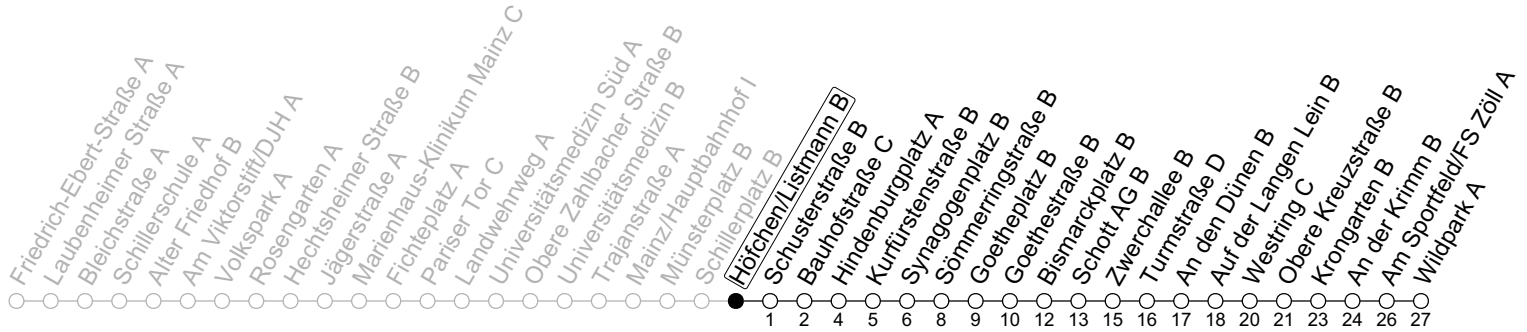 Friedrich-Ebert-Straße A
Laubenheimer Straße A
Bleichstraße A
Schillerschule A
Alter Friedhof B
Am Viktorstift/DJH A
Volkspark A
Rosengarten A
Hechtsheimer Straße B
Jägerstraße A
Marienhaus-Klinikum Mainz C
Fichteplatz A
Pariser Tor C
Landwehrweg A
Universitätsmedizin Süd A
Obere Zahlbacher Straße B
Universitätsmedizin B
Trajanstraße A
Mainz/Hauptbahnhof I
Münsterplatz B
Schillerplatz B
Höfchen/Listmann B
Schusterstraße B
Bauhofstraße C
Hindenburgplatz A
Kurfürstenstraße B
Synagogenplatz B
Sömmerringstraße B
Goetheplatz B
Goethestraße B
Bismarckplatz B
Schott AG B
Zwerchallee B
Turmstraße D
An den Dünen B
Auf der Langen Lein B
Westring C
Obere Kreuzstraße B
Krongarten B
An der Krimm B
Am Sportfeld/FS Zöll A
Wildpark A
1 2 4 5 6 8 9 10 12 13 15 16 17 18 20 21 23 24 26 27